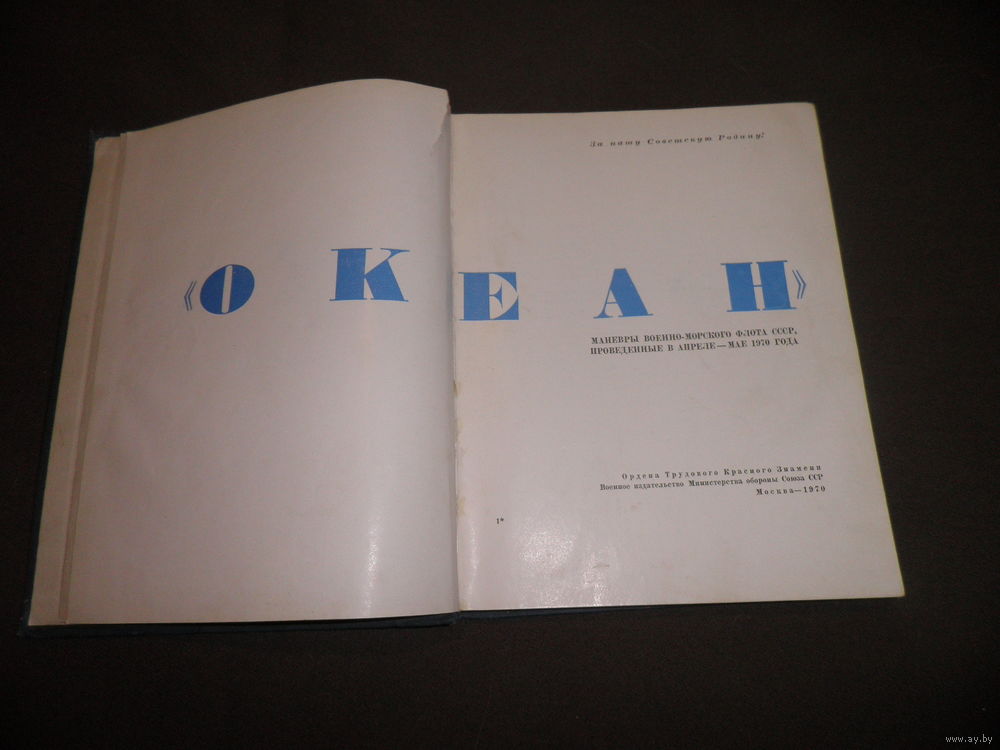 За нашу Советскую Родину!
«ОКЕАН»
МАНЕВРЫ ВОЕННО-МОРСКОГО ФЛОТА СССР,
ПРОВЕДЕННЫЕ В АПРЕЛЕ—МАЕ 1970 ГОДА
Ордена Трудового Красного Знамени
Военное издательство Министерства обороны Союза ССР
Москва—1970
1*
www.ay.by